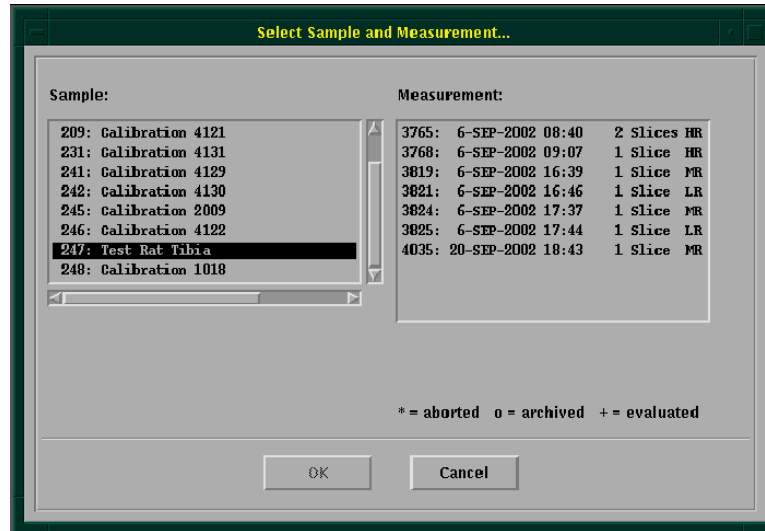 Select Sample and Measurement...
Sample:
209: Calibration 4121
231: Calibration 4131
241: Calibration 4129
242: Calibration 4130
245: Calibration 2009
246: Calibration 4122
247: Test Rat Tibia
248: Calibration 1018
Measurement:
3765: 6-SEP-2002 08:40 2 Slices HR
3768: 6-SEP-2002 09:07 1 Slice HR
3819: 6-SEP-2002 16:39 1 Slice MR
3821: 6-SEP-2002 16:46 1 Slice LR
3824: 6-SEP-2002 17:37 1 Slice MR
3825: 6-SEP-2002 17:44 1 Slice LR
4035: 20-SEP-2002 18:43 1 Slice MR
* = aborted o = archived + = evaluated
OK
Cancel